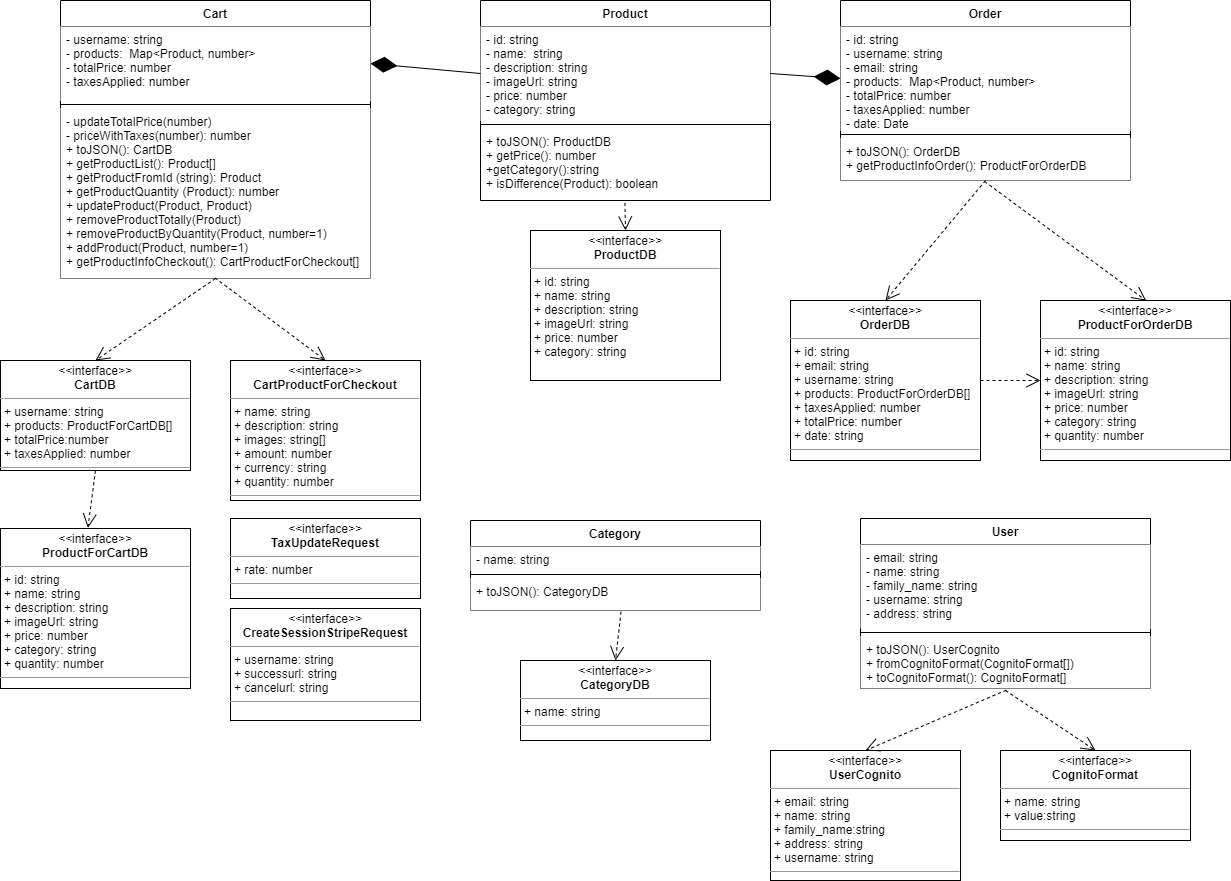 Cart
- username: string
- products:  Map<Product, number>
- totalPrice: number
- taxesApplied: number
- updateTotalPrice(number)
- priceWithTaxes(number): number
+ toJSON(): CartDB
+ getProductList(): Product[]
+ getProductFromId (string): Product
+ getProductQuantity (Product): number
+ updateProduct(Product, Product)
+ removeProductTotally(Product)
+ removeProductByQuantity(Product, number=1)
+ addProduct(Product, number=1)
+ getProductInfoCheckout(): CartProductForCheckout[]
Product
- id: string
- name:  string
- description: string
- imageUrl: string
- price: number
- category: string
+ toJSON(): ProductDB
+ getPrice(): number
+getCategory():string
+ isDifference(Product): boolean
Order
- id: string
- username: string
- email: string
- products:  Map<Product, number>
- totalPrice: number
- taxesApplied: number
- date: Date
+ toJSON(): OrderDB
+ getProductInfoOrder(): ProductForOrderDB
<<interface>>
ProductDB
+ id: string
+ name: string
+ description: string
+ imageUrl: string
+ price: number
+ category: string
<<interface>>
OrderDB
+ id: string
+ email: string
+ username: string
+ products: ProductForOrderDB[]
+ taxesApplied: number
+ totalPrice: number
+ date: string
<<interface>>
ProductForOrderDB
+ id: string
+ name: string
+ description: string
+ imageUrl: string
+ price: number
+ category: string
+ quantity: number
<<interface>>
CartDB
+ username: string
+ products: ProductForCartDB[]
+ totalPrice:number
+ taxesApplied: number
<<interface>>
CartProductForCheckout
+ name: string
+ description: string
+ images: string[]
+ amount: number
+ currency: string
+ quantity: number
<<interface>>
ProductForCartDB
+ id: string
+ name: string
+ description: string
+ imageUrl: string
+ price: number
+ category: string
+ quantity: number
<<interface>>
TaxUpdateRequest
+ rate: number
<<interface>>
CreateSessionStripeRequest
+ username: string
+ successurl: string
+ cancelurl: string
Category
- name: string
+ toJSON(): CategoryDB
<<interface>>
CategoryDB
+ name: string
User
- email: string
- name: string
- family_name: string
- username: string
- address: string
+ toJSON(): UserCognito
+ fromCognitoFormat(CognitoFormat[])
+ toCognitoFormat(): CognitoFormat[]
<<interface>>
UserCognito
+ email: string
+ name: string
+ family_name:string
+ address: string
+ username: string
<<interface>>
CognitoFormat
+ name: string
+ value:string